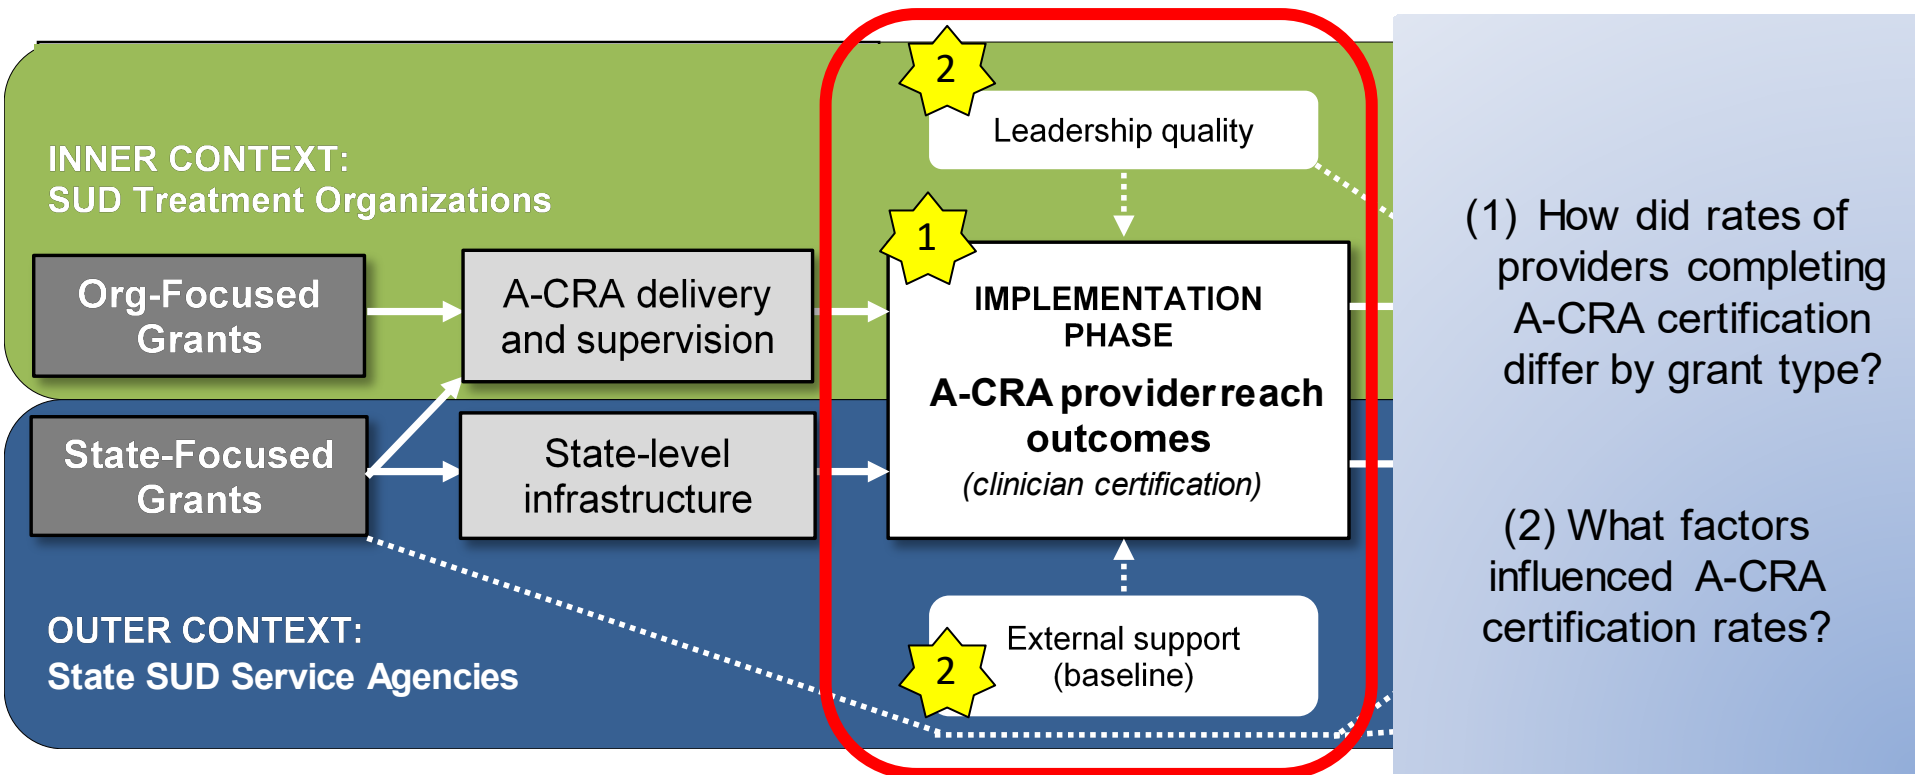 INNER CONTEXT:
SUD Treatment Organizations
Org-Focused
Grants
A-CRA delivery
and supervision
State-Focused
Grants
State-level
infrastructure
OUTER CONTEXT:
State SUD Service Agencies
2
Leadership quality
1
IMPLEMENTATION
PHASE
A-CRA provider reach
outcomes
(clinician certification)
2
External support
(baseline)
(1) How did rates of
providers completing
A-CRA certification
differ by grant type?
(2) What factors
influenced A-CRA
certification rates?